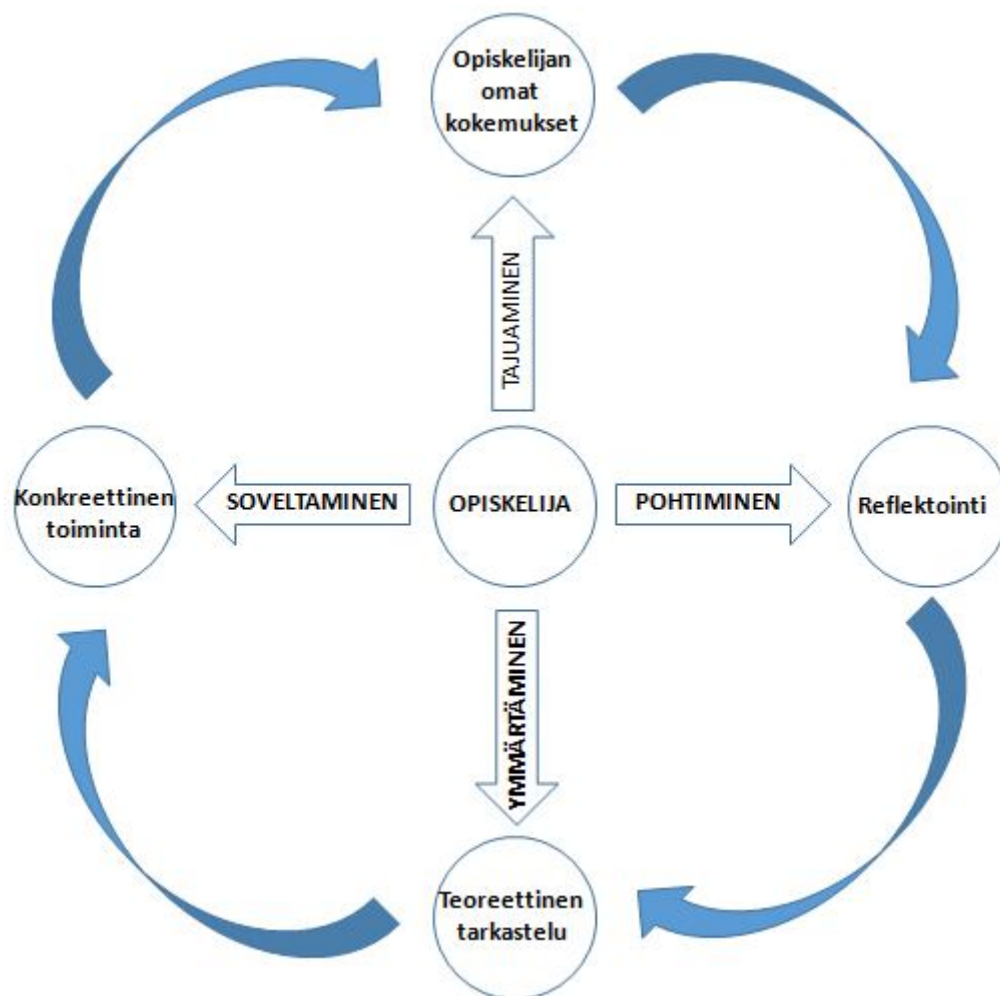 Opiskelijan
omat
kokemukset
TAJUAMINEN
Konkreettinen
toiminta
SOVELTAMINEN
OPISKELIJA
POHTIMINEN
Reflektointi
YMMÄRTÄMINEN
Teoreettinen
tarkastelu